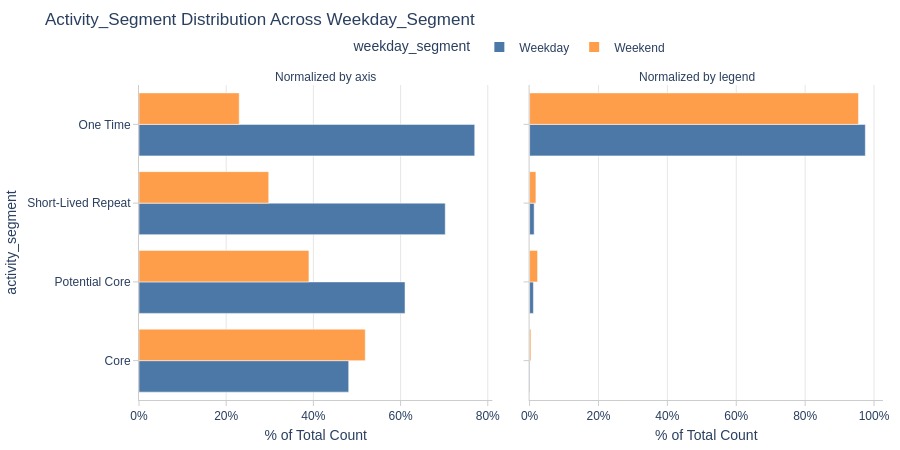 Activity_Segment Distribution Across Weekday_Segment
weekday_segment Weekday Weekend
Normalized by axis
Normalized by legend
activity_segment
One Time
Short-Lived Repeat
Potential Core
Core
0% 20% 40% 60% 80%
0% 20% 40% 60% 80% 100%
% of Total Count
% of Total Count